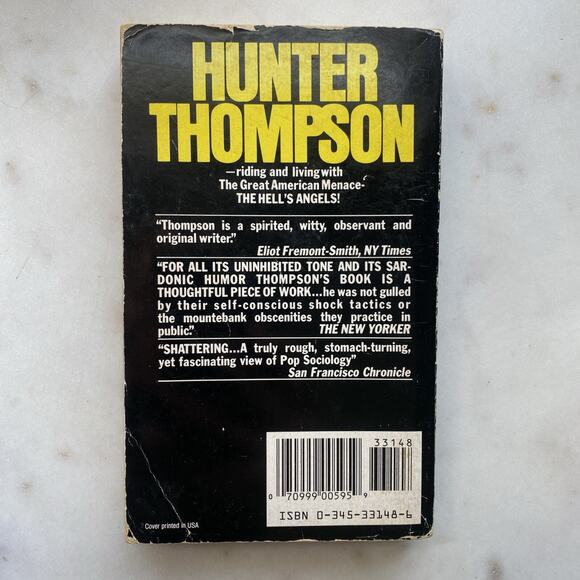 HUNTER
THOMPSON
—riding and living with
The Great American Menace-
THE HELL'S ANGELS!
"Thompson is a spirited, witty, observant and
original writer."
Eliot Fremont-Smith, NY Times
"FOR ALL ITS UNINHIBITED TONE AND ITS SAR-
DONIC HUMOR THOMPSON'S BOOK IS A
THOUGHTFUL PIECE OF WORK...he was not gulled
by their self-conscious shock tactics or
the mountebank obscenities they practice in
public." THE NEW YORKER
"SHATTERING...A truly rough, stomach-turning,
yet fascinating view of Pop Sociology"
San Francisco Chronicle
33148
0 70999 00595 9
ISBN 0-345-33148-6
Cover printed in USA